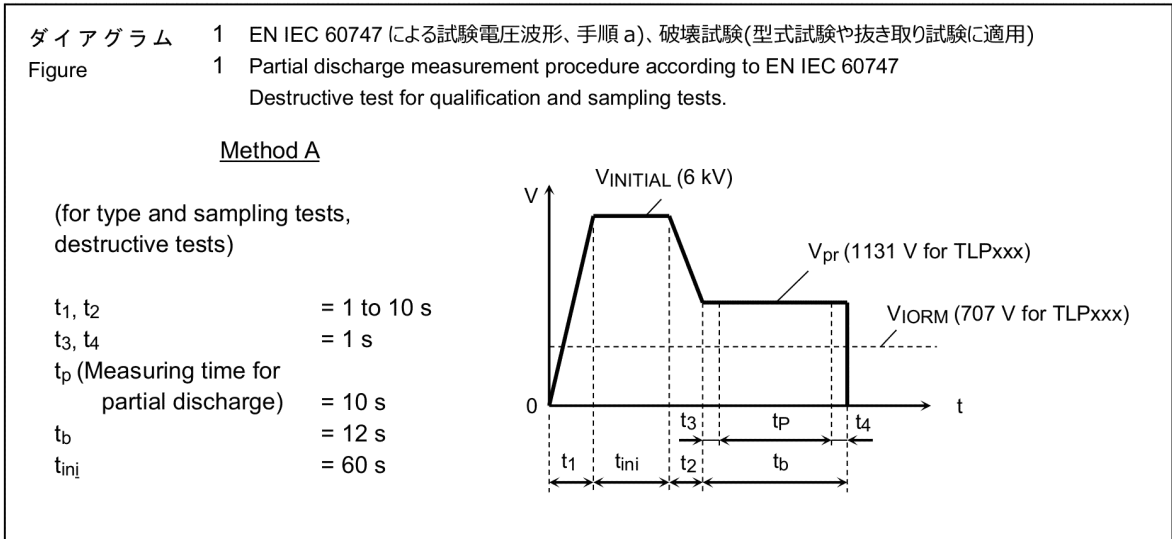 ダイアグラム 1 EN IEC 60747 による試験電圧波形、手順 a)、破壊試験(型式試験や抜き取り試験に適用)
Figure 1 Partial discharge measurement procedure according to EN IEC 60747
Destructive test for qualification and sampling tests.
Method A
(for type and sampling tests,
destructive tests)
t1, t2 = 1 to 10 s
t3, t4 = 1 s
tp (Measuring time for
partial discharge) = 10 s
tb = 12 s
tini = 60 s
V
VINITIAL (6 kV)
Vpr (1131 V for TLPxxx)
VIORM (707 V for TLPxxx)
0
t
t3 tP t4
t1 tini t2 tb